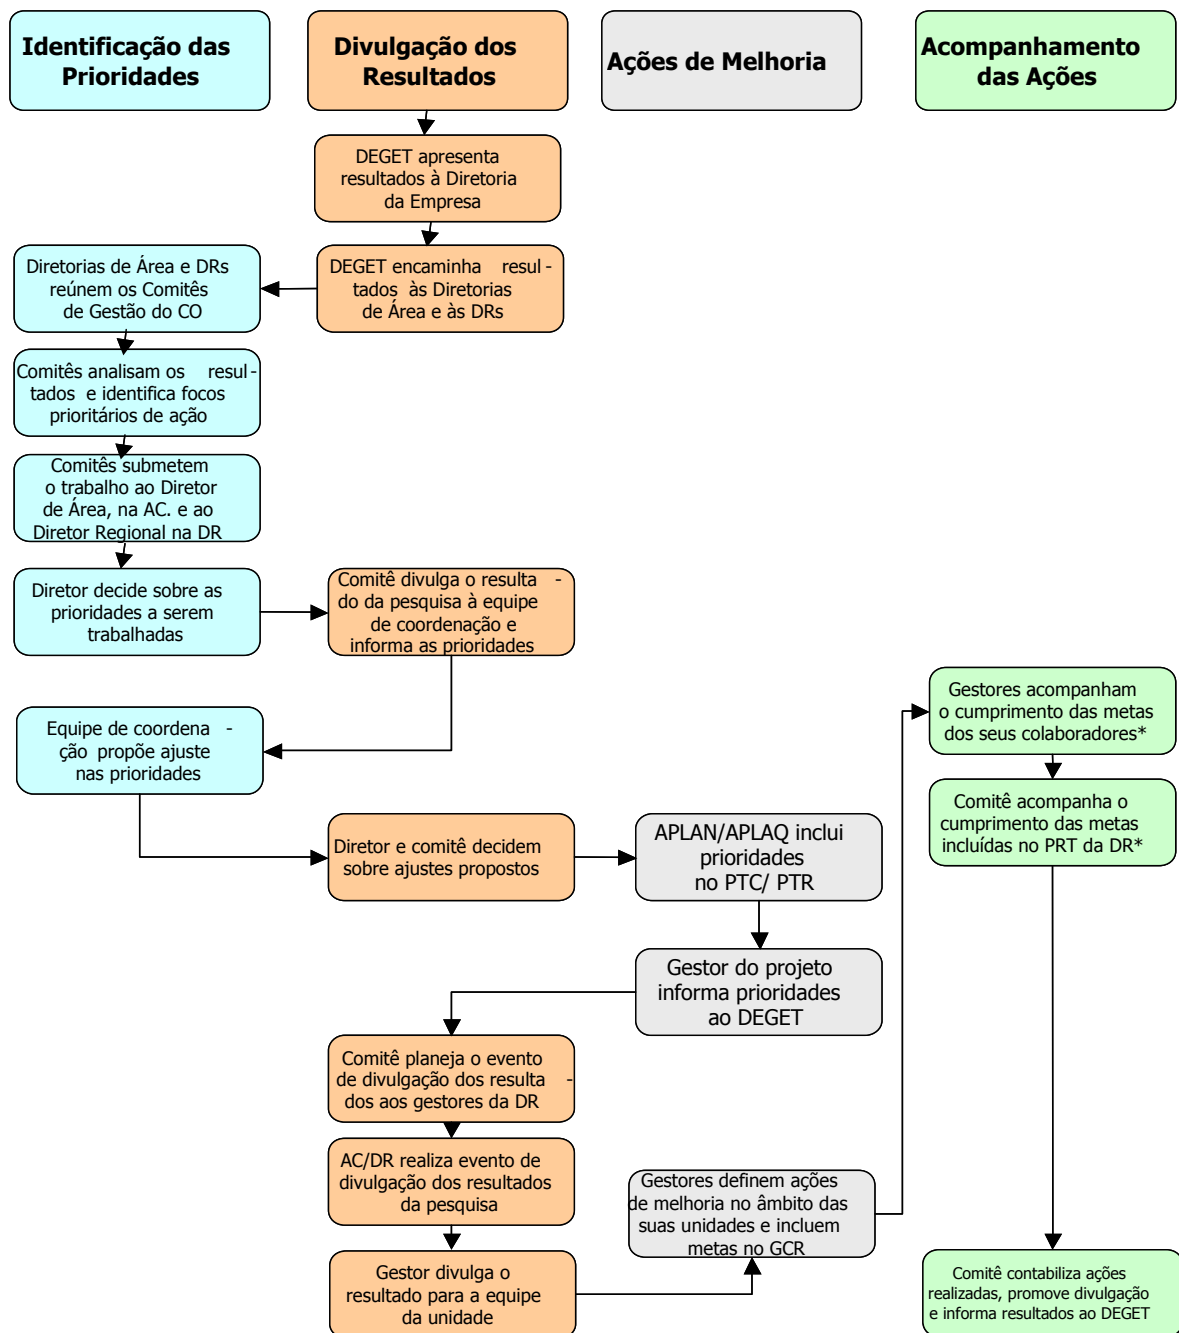 Identificação das
Prioridades
Divulgação dos
Resultados
Ações de Melhoria
Acompanhamento
das Ações
DEGET apresenta
resultados à Diretoria
da Empresa
DEGET encaminha resul -
tados às Diretorias
de Área e às DRs
Diretorias de Área e DRs
reúnem os Comitês
de Gestão do CO
Comitês analisam os resul -
tados e identifica focos
prioritários de ação
Comitês submetem
o trabalho ao Diretor
de Área, na AC. e ao
Diretor Regional na DR
Diretor decide sobre as
prioridades a serem
trabalhadas
Comitê divulga o resulta -
do da pesquisa à equipe
de coordenação e
informa as prioridades
Equipe de coordena -
ção propõe ajuste
nas prioridades
Diretor e comitê decidem
sobre ajustes propostos
APLAN/APLAQ inclui
prioridades
no PTC/ PTR
Gestor do projeto
informa prioridades
ao DEGET
Comitê planeja o evento
de divulgação dos resulta -
dos aos gestores da DR
AC/DR realiza evento de
divulgação dos resultados
da pesquisa
Gestor divulga o
resultado para a equipe
da unidade
Gestores definem ações
de melhoria no âmbito das
suas unidades e incluem
metas no GCR
Gestores acompanham
o cumprimento das metas
dos seus colaboradores*
Comitê acompanha o
cumprimento das metas
incluídas no PRT da DR*
Comitê contabiliza ações
realizadas, promove divulgação
e informa resultados ao DEGET